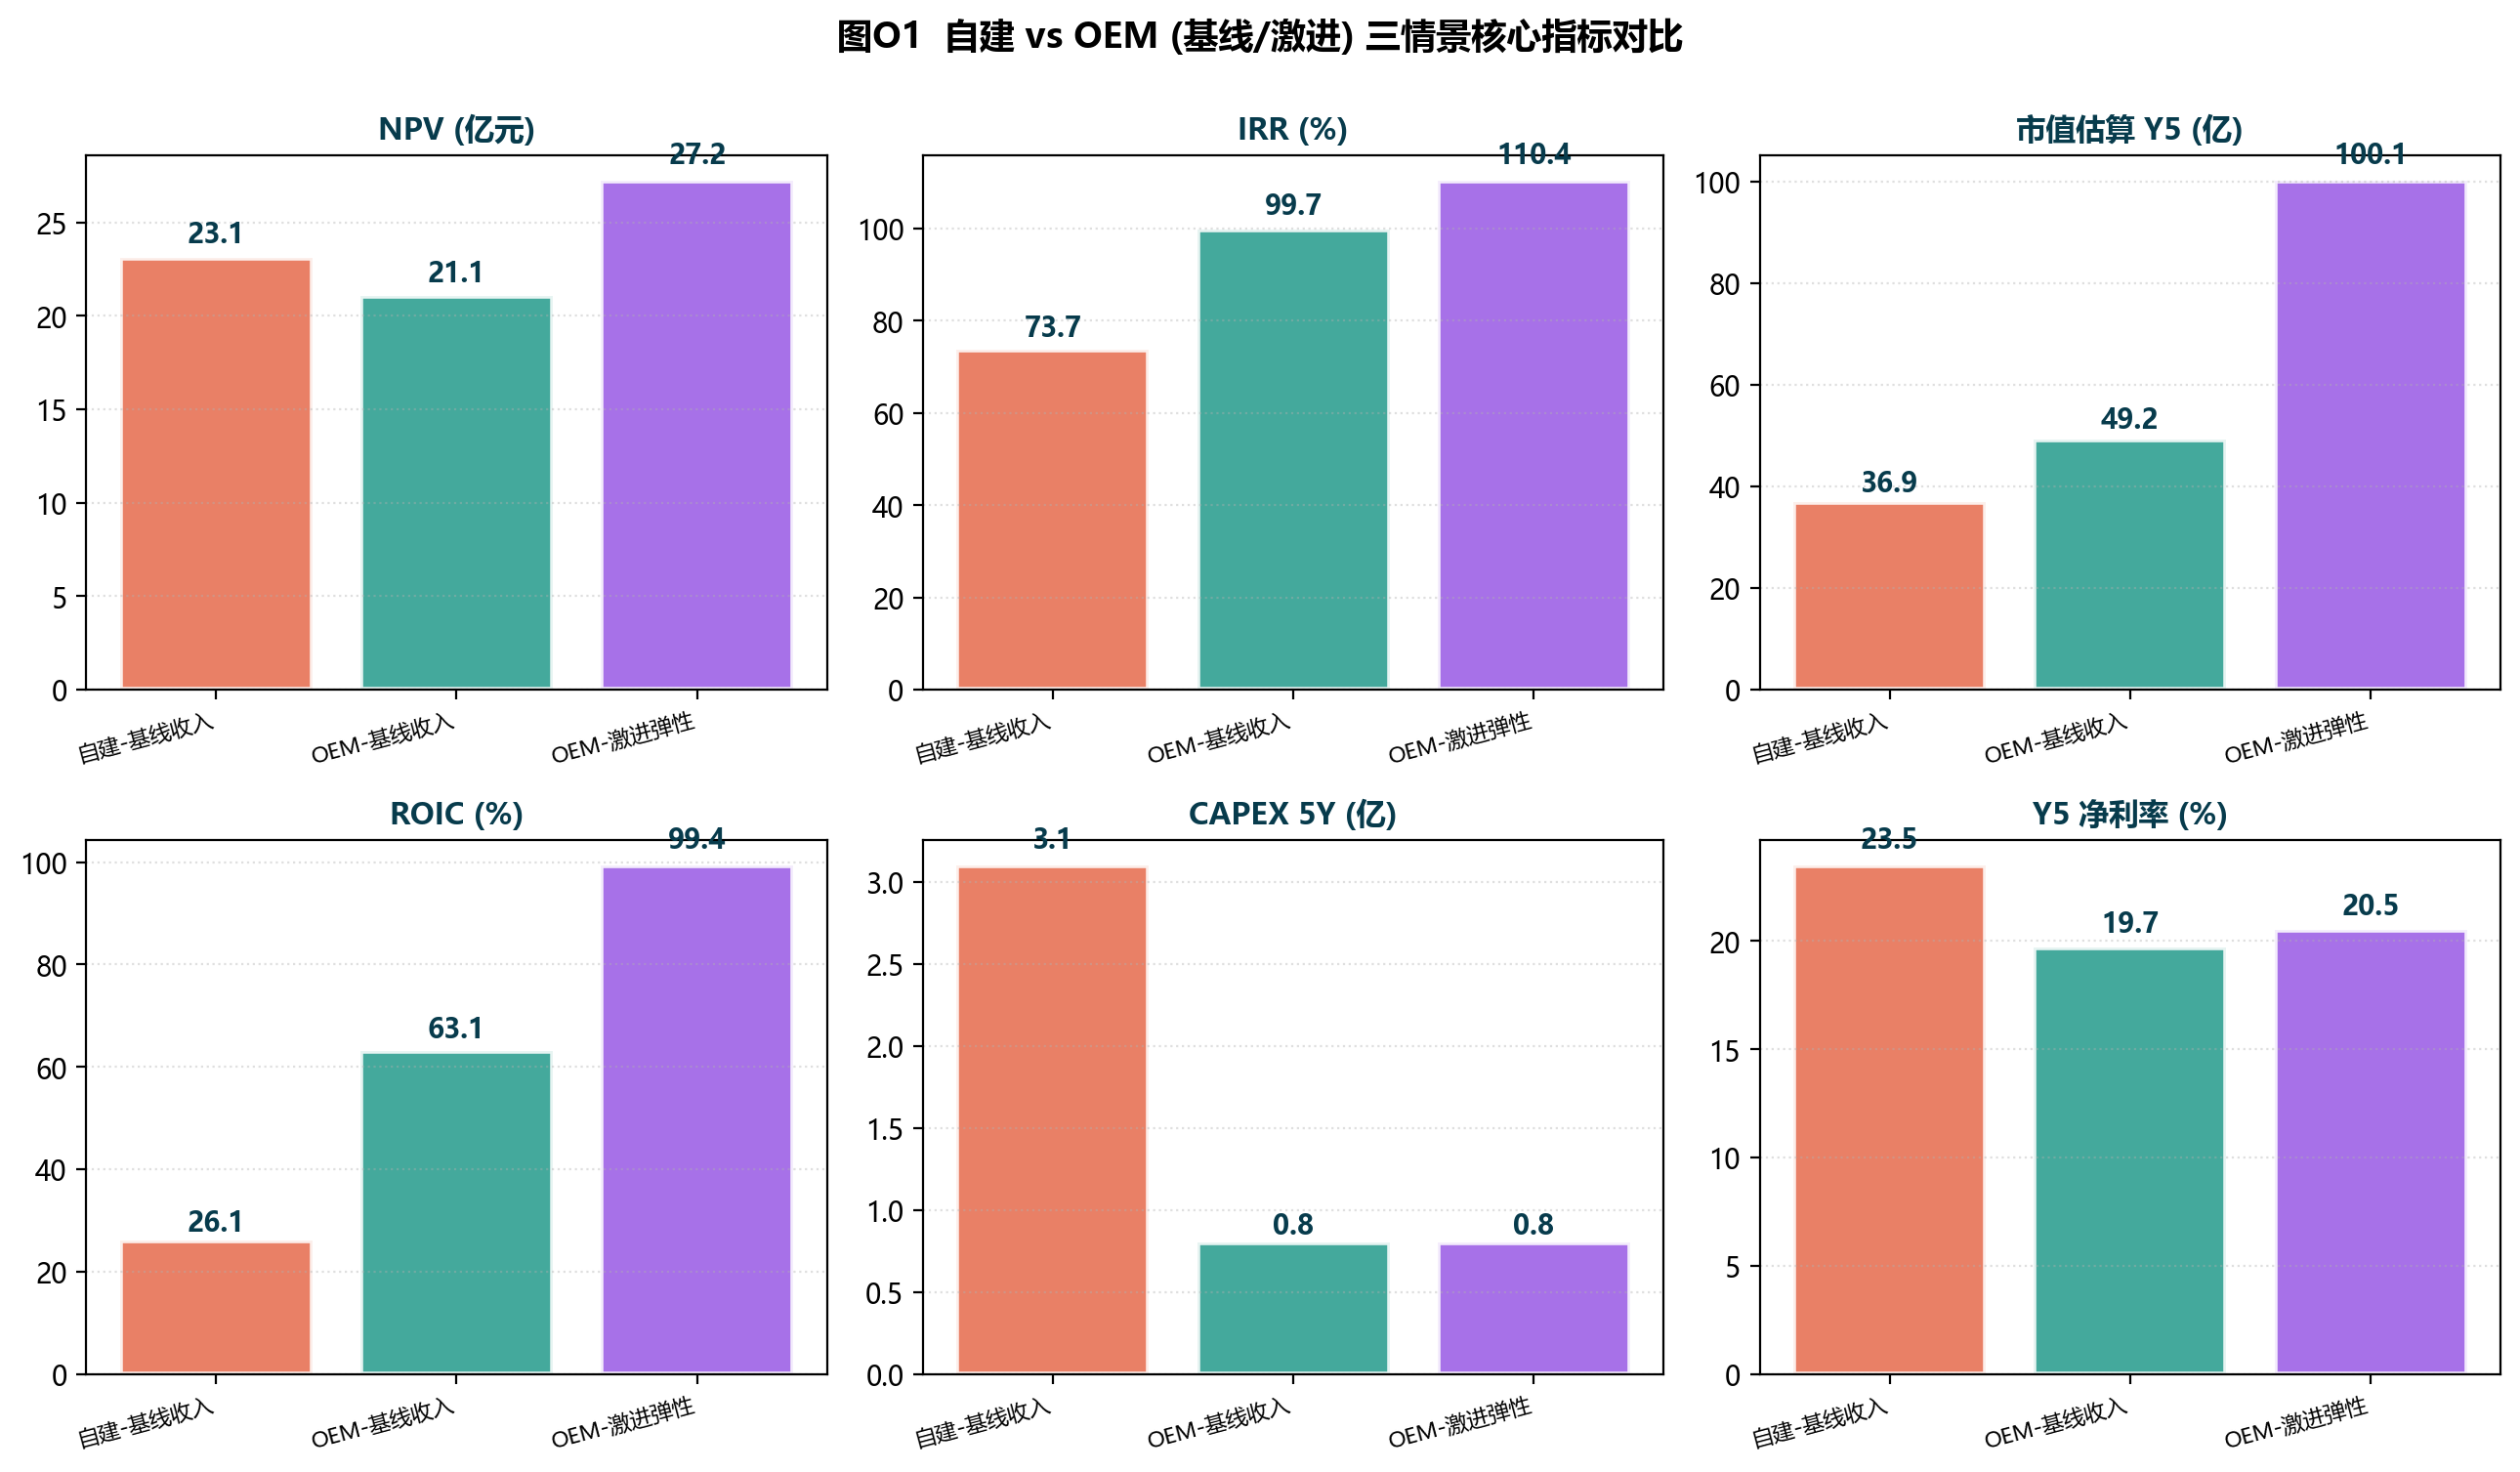 图O1 自建 vs OEM (基线/激进) 三情景核心指标对比
NPV (亿元)
27.2
23.1
21.1
25
20
15
10
5
0
自建-基线收入
OEM-基线收入
OEM-激进弹性
IRR (%)
110.4
99.7
73.7
100
80
60
40
20
0
自建-基线收入
OEM-基线收入
OEM-激进弹性
市值估算 Y5 (亿)
100.1
49.2
36.9
100
80
60
40
20
0
自建-基线收入
OEM-基线收入
OEM-激进弹性
ROIC (%)
99.4
63.1
26.1
100
80
60
40
20
0
自建-基线收入
OEM-基线收入
OEM-激进弹性
CAPEX 5Y (亿)
3.1
0.8
0.8
3.0
2.5
2.0
1.5
1.0
0.5
0.0
自建-基线收入
OEM-基线收入
OEM-激进弹性
Y5 净利率 (%)
23.5
19.7
20.5
20
15
10
5
0
自建-基线收入
OEM-基线收入
OEM-激进弹性